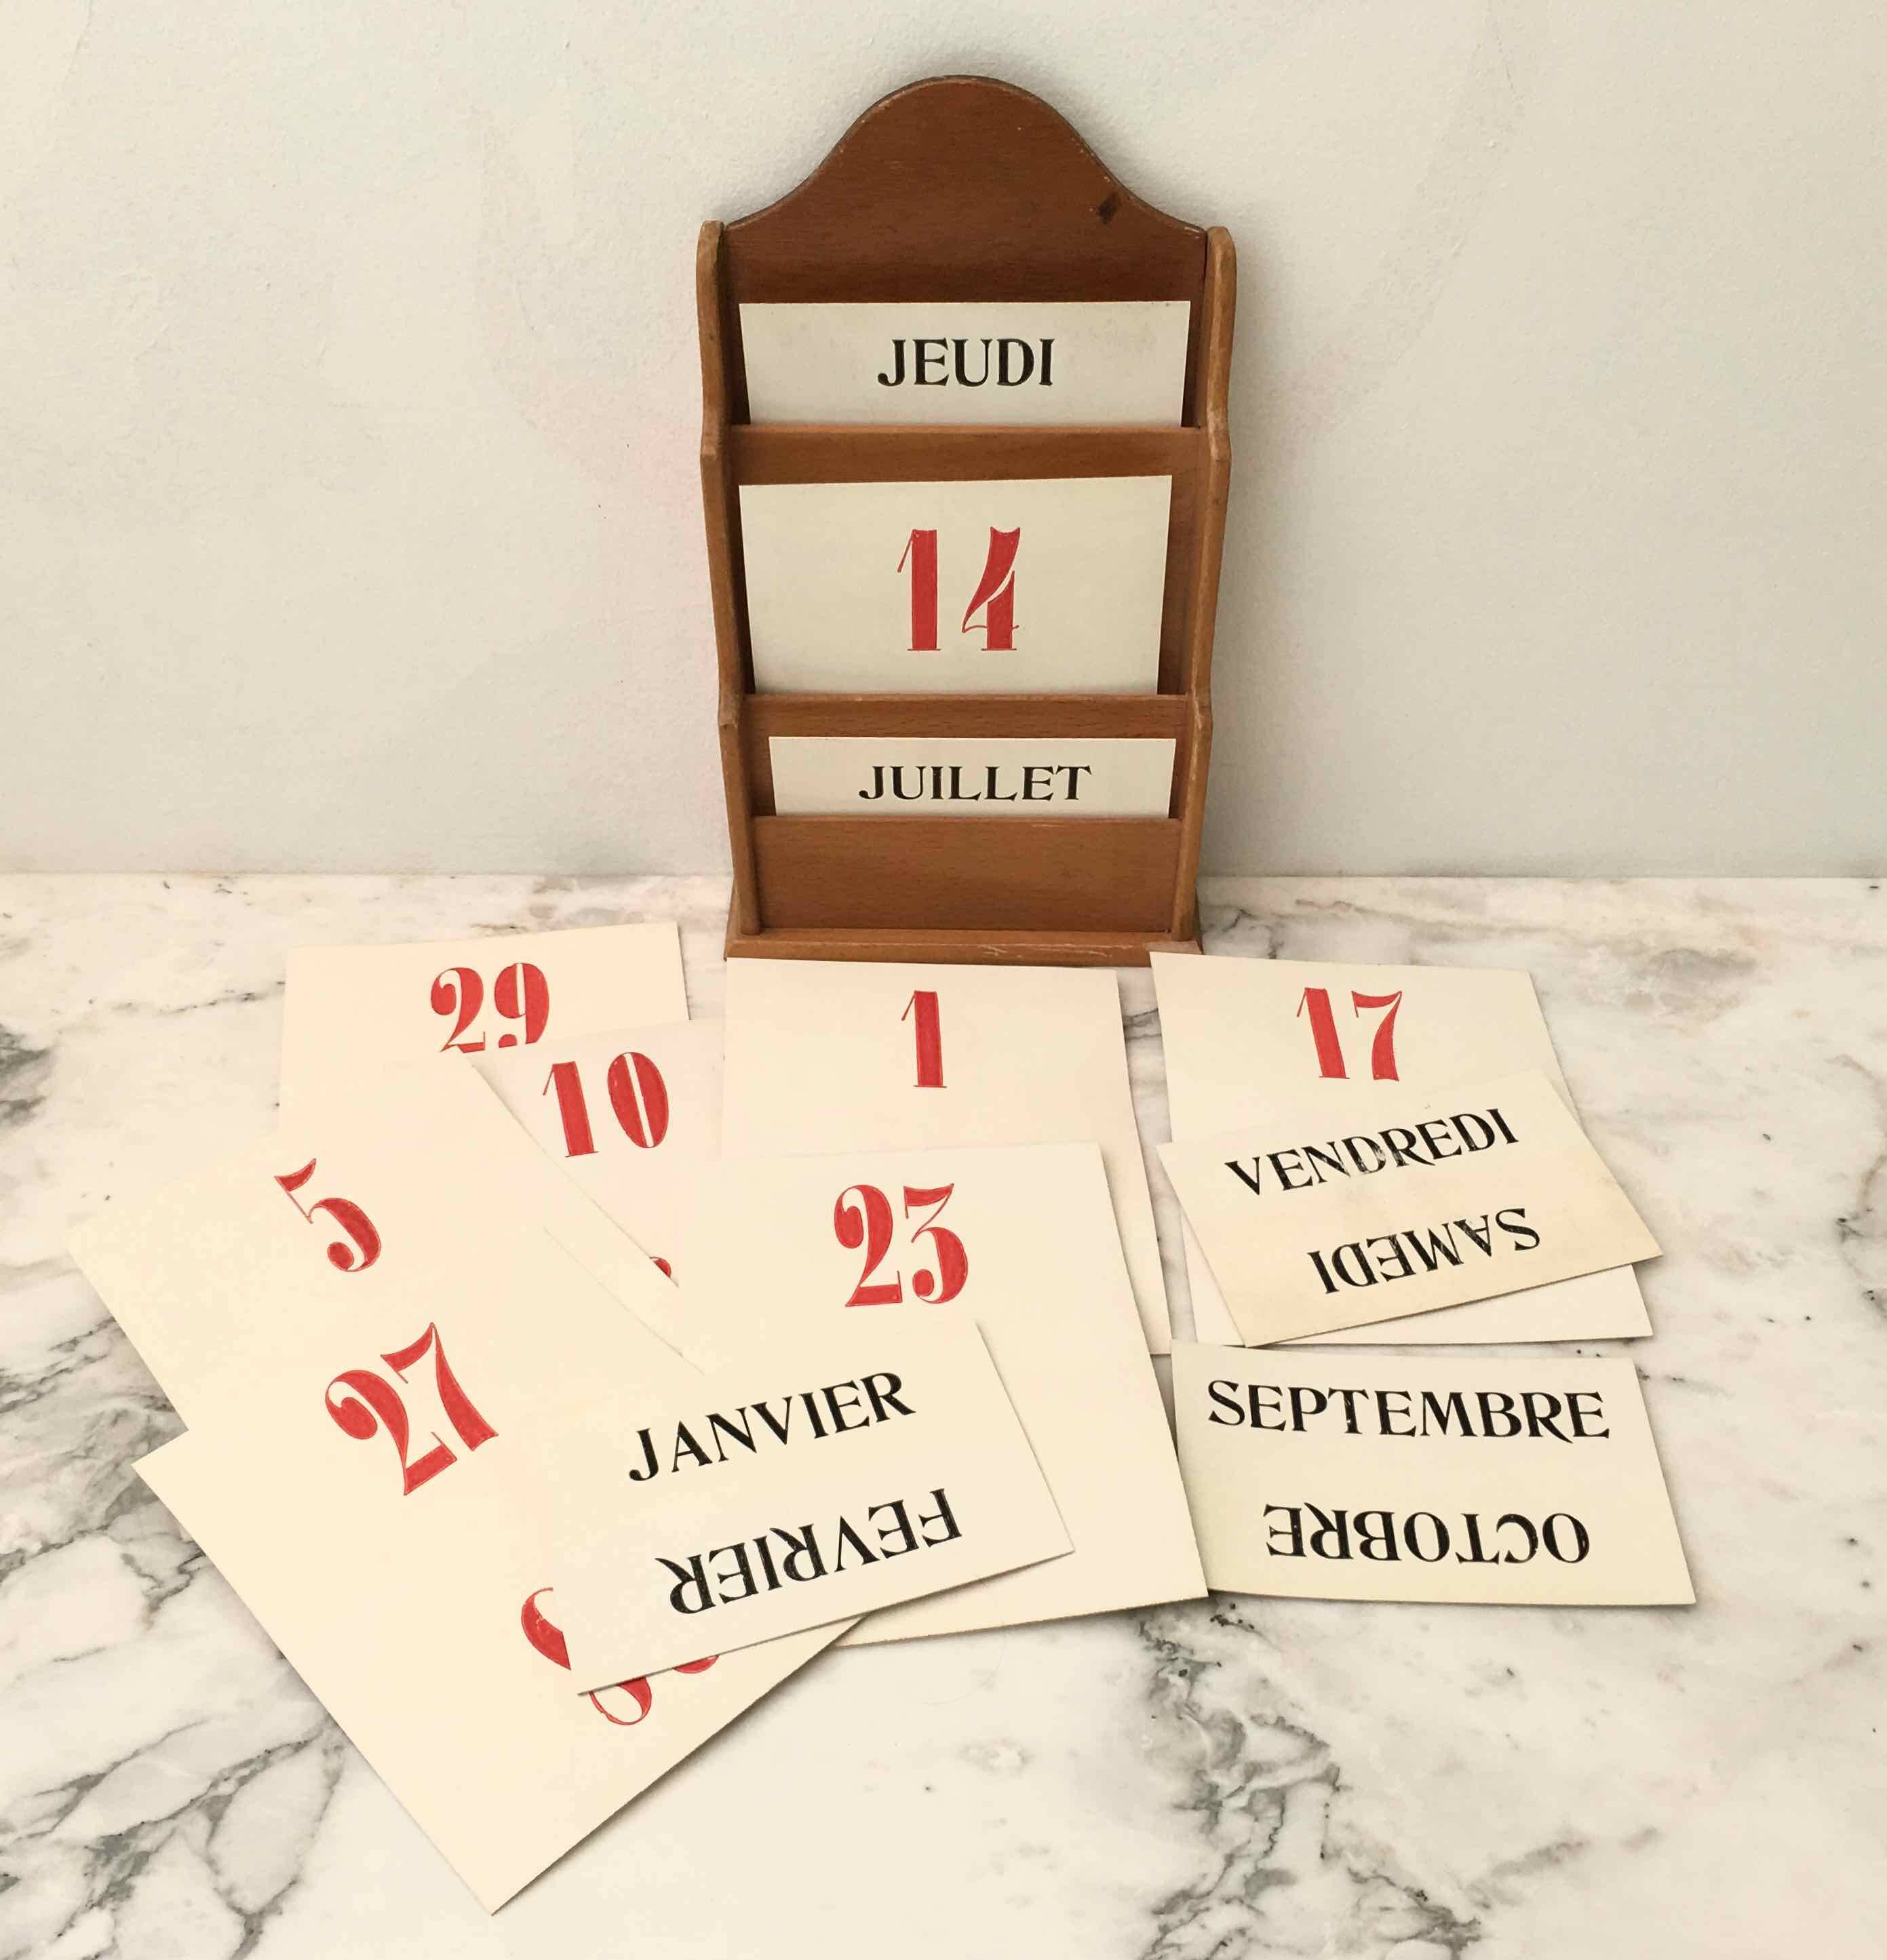 JEUDI
14
JUILLET
29
10
1
17
5
23
VENDREDI
SAMEDI
27
JANVIER
FEVRIER
SEPTEMBRE
OCTOBRE